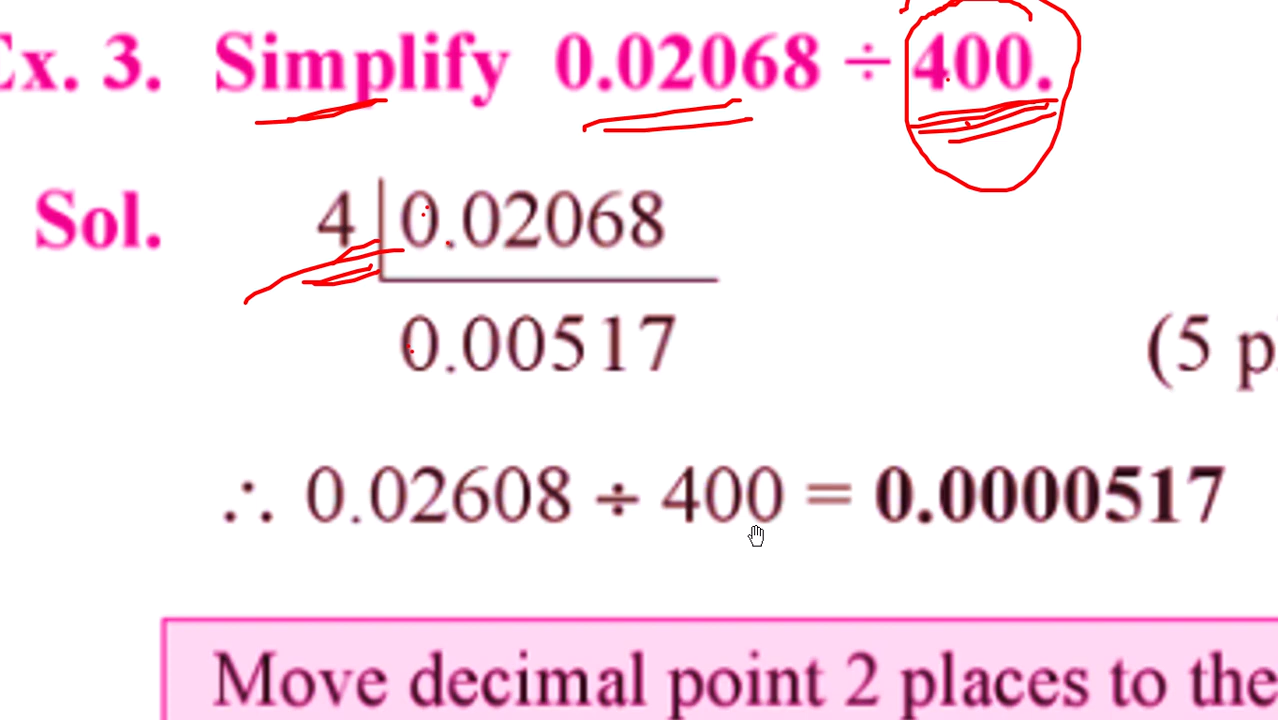 Ex. 3. Simplify 0.02068 ÷ 400.
Sol. 4 0.02068
0.00517 (5 p
∴ 0.02608 ÷ 400 = 0.0000517
Move decimal point 2 places to the